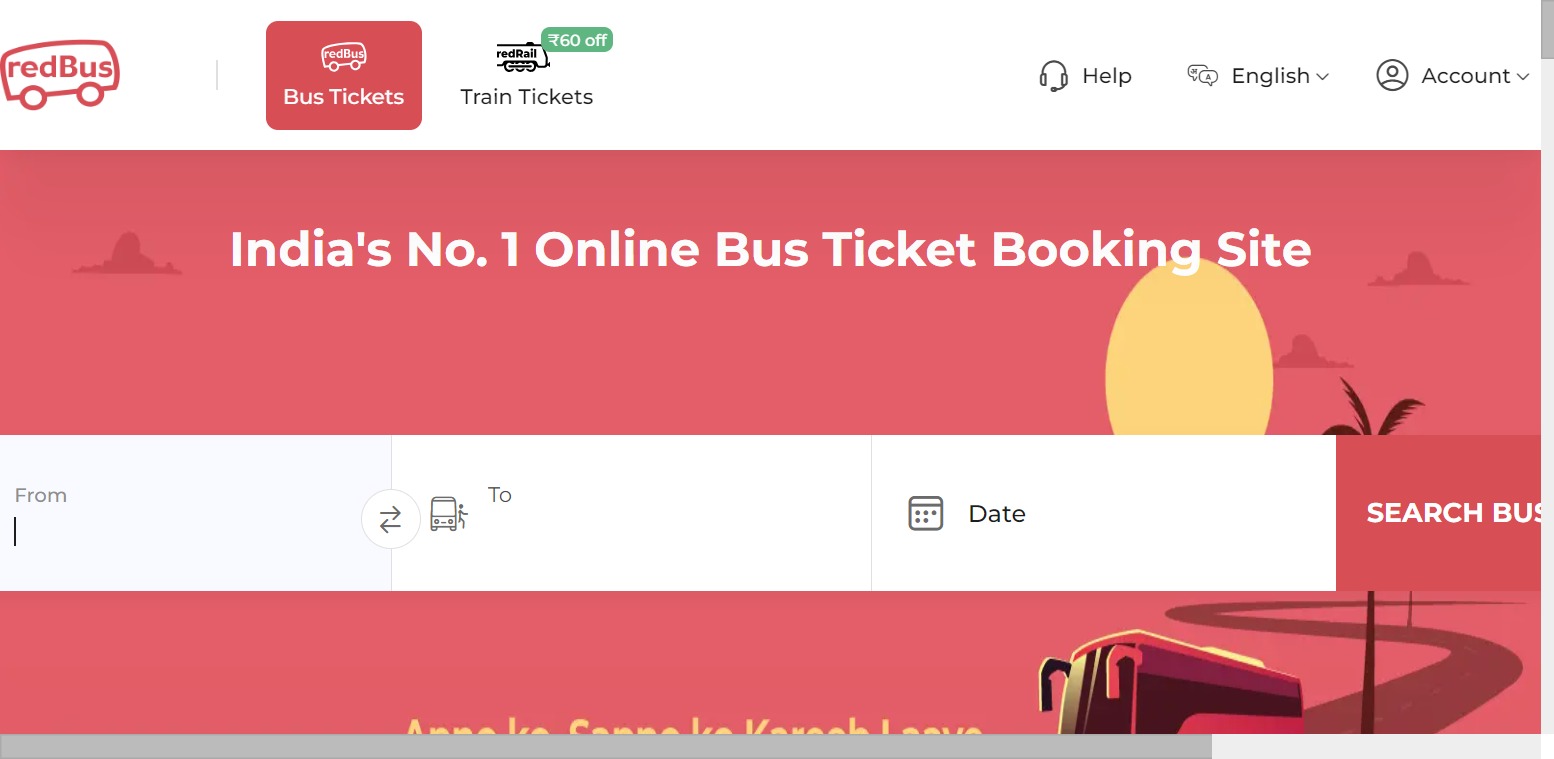 redBus
redBus
Bus Tickets
redRail
₹60 off
Train Tickets
Help
English
Account
India's No. 1 Online Bus Ticket Booking Site
From
To
Date
SEARCH BUS